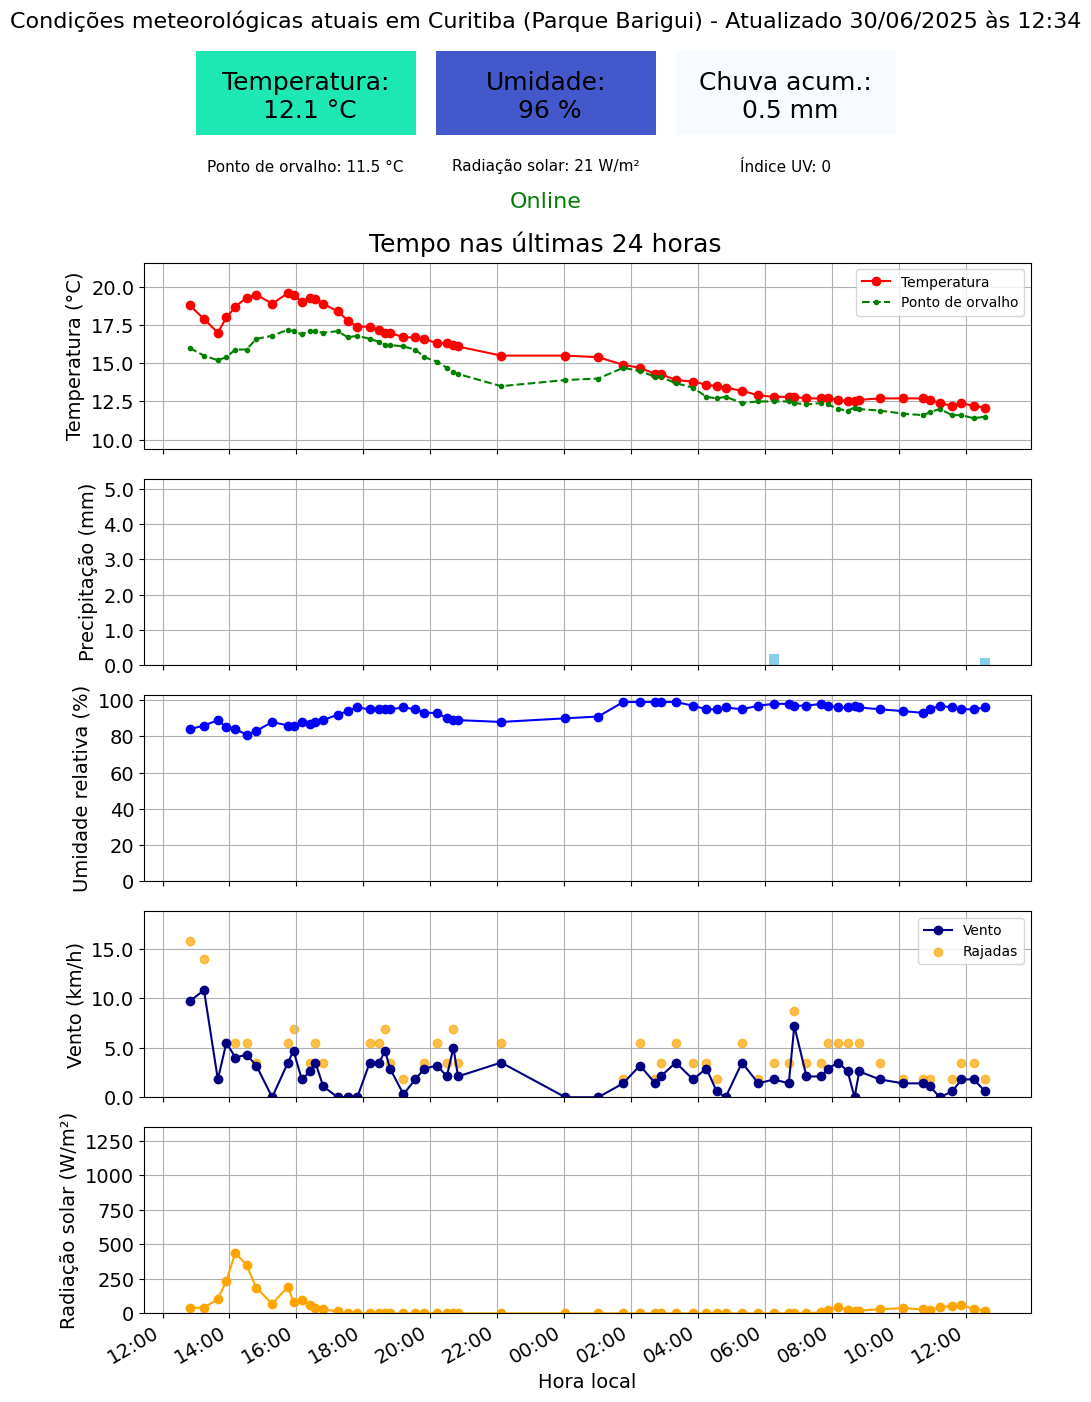 Condições meteorológicas atuais em Curitiba (Parque Barigui) - Atualizado 30/06/2025 às 12:34
Temperatura:
12.1 °C
Umidade:
96 %
Chuva acum.:
0.5 mm
Ponto de orvalho: 11.5 °C
Radiação solar: 21 W/m²
Índice UV: 0
Online
Tempo nas últimas 24 horas
Temperatura (°C)
20.0
17.5
15.0
12.5
10.0
Temperatura
Ponto de orvalho
Precipitação (mm)
5.0
4.0
3.0
2.0
1.0
0.0
Umidade relativa (%)
100
80
60
40
20
0
Vento (km/h)
15.0
10.0
5.0
0.0
Vento
Rajadas
Radiação solar (W/m²)
1250
1000
750
500
250
0
12:00
14:00
16:00
18:00
20:00
22:00
00:00
02:00
04:00
06:00
08:00
10:00
12:00
Hora local